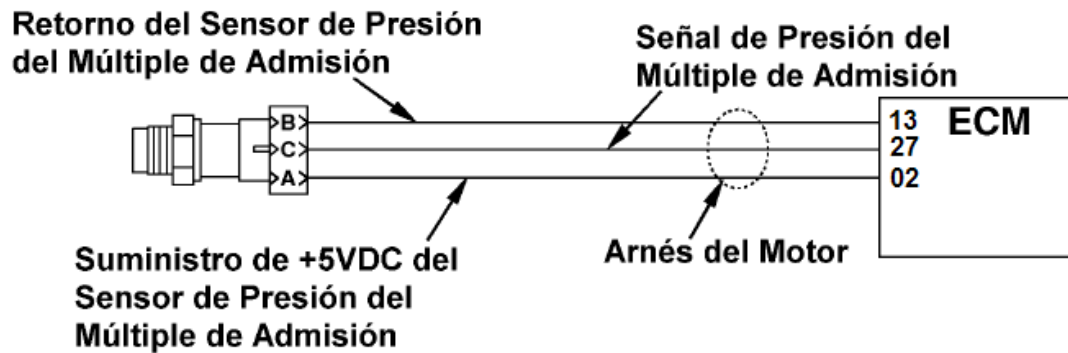 Retorno del Sensor de Presión
del Múltiple de Admisión
Señal de Presión del
Múltiple de Admisión
B
C
A
13
27
02
ECM
Suministro de +5VDC del
Sensor de Presión del
Múltiple de Admisión
Arnés del Motor